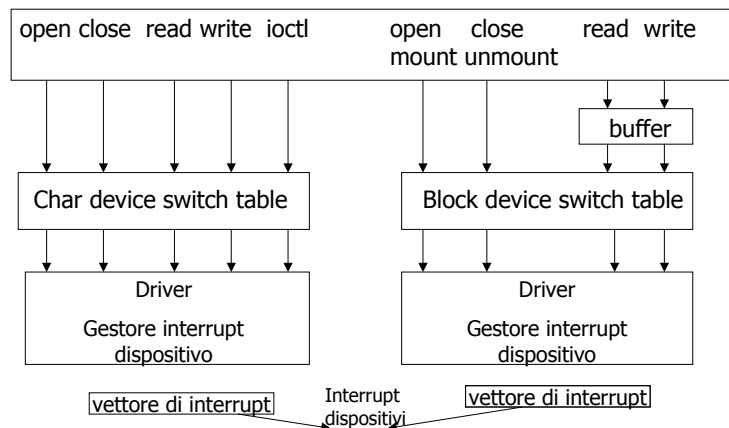 open close read write ioctl open close read write
mount unmount
buffer
Char device switch table Block device switch table
Driver Driver
Gestore interrupt Gestore interrupt
dispositivo dispositivo
vettore di interrupt Interrupt vettore di interrupt
dispositivi